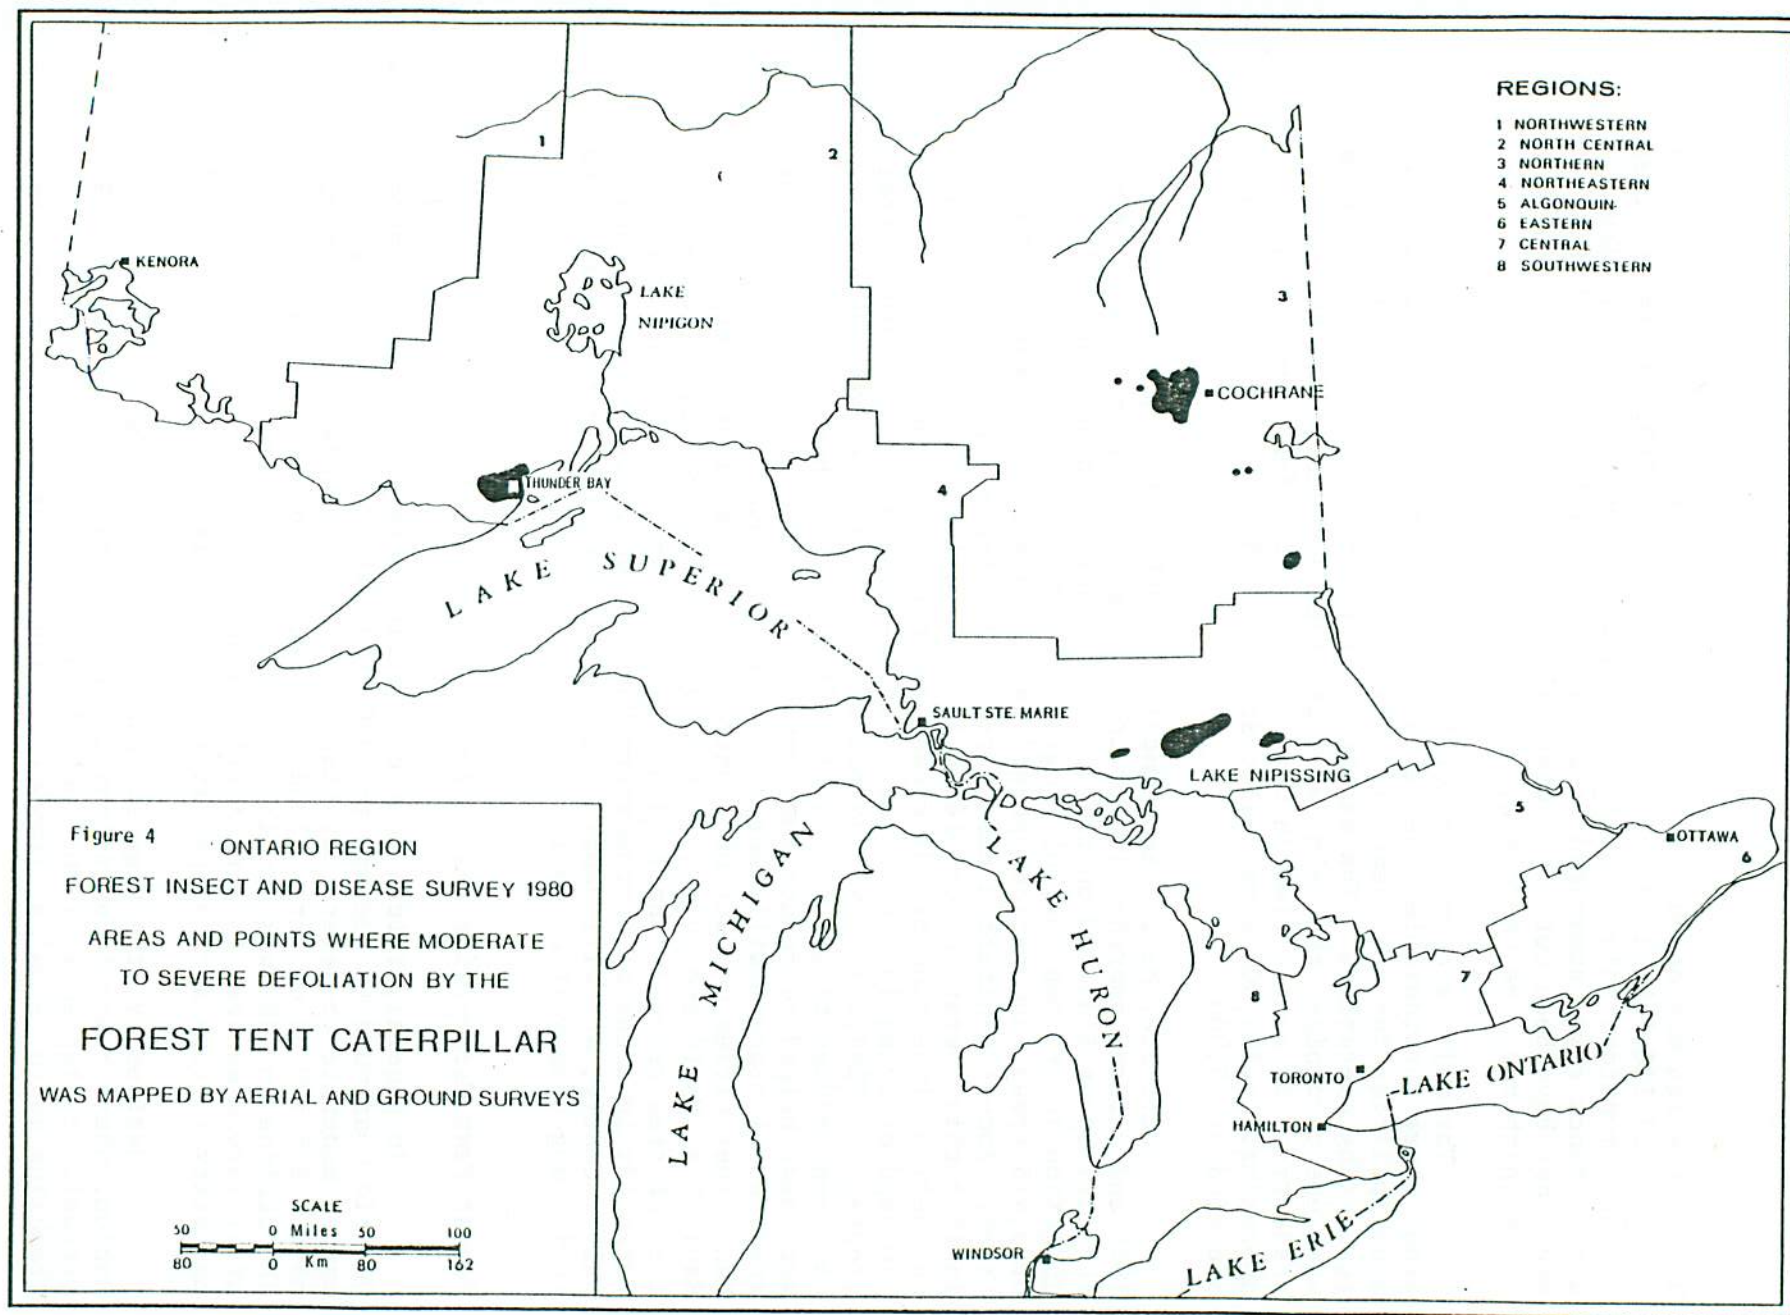 REGIONS:
1 NORTHWESTERN
2 NORTH CENTRAL
3 NORTHERN
4 NORTHEASTERN
5 ALGONQUIN
6 EASTERN
7 CENTRAL
8 SOUTHWESTERN
1
2
KENORA
LAKE
NIPIGON
3
COCHRANE
THUNDER BAY
4
LAKE SUPERIOR
SAULT STE. MARIE
LAKE NIPISSING
5
OTTAWA
6
LAKE MICHIGAN
LAKE HURON
7
8
TORONTO
LAKE ONTARIO
HAMILTON
WINDSOR
LAKE ERIE
Figure 4
ONTARIO REGION
FOREST INSECT AND DISEASE SURVEY 1980
AREAS AND POINTS WHERE MODERATE
TO SEVERE DEFOLIATION BY THE
FOREST TENT CATERPILLAR
WAS MAPPED BY AERIAL AND GROUND SURVEYS
SCALE
50 0 Miles 50 100
80 0 Km 80 162